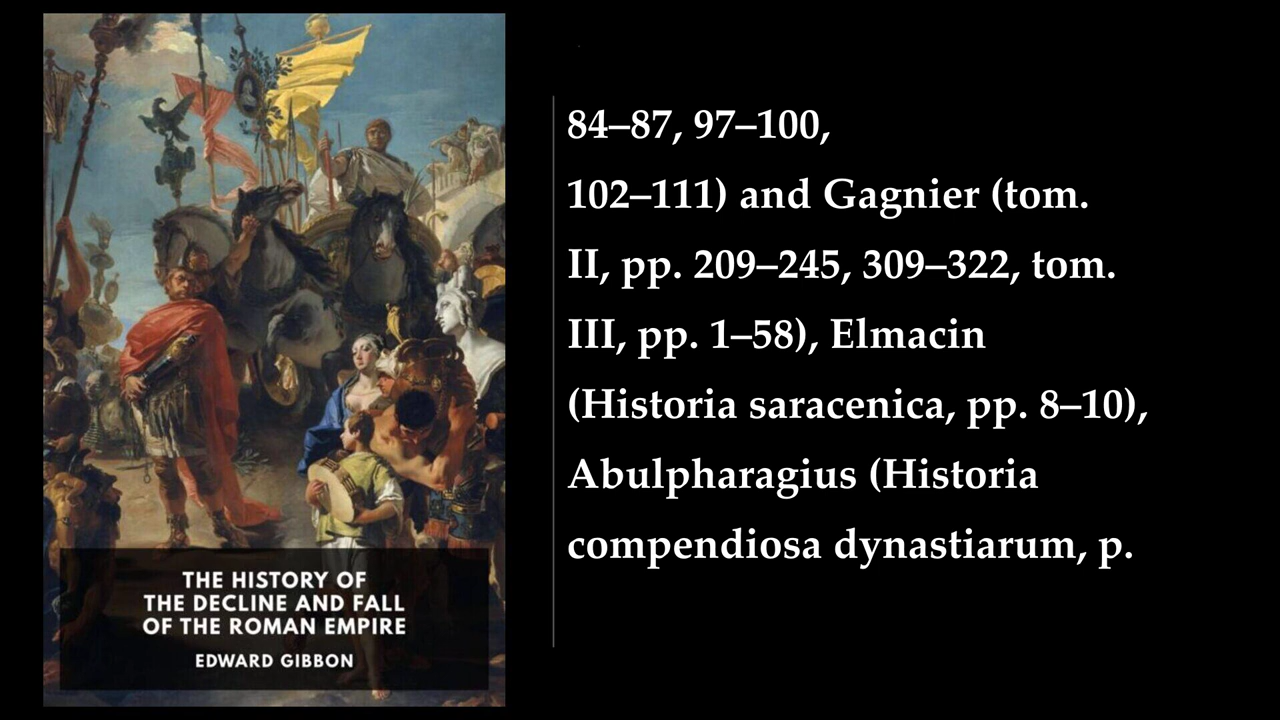 84–87, 97–100,
102–111) and Gagnier (tom.
II, pp. 209–245, 309–322, tom.
III, pp. 1–58), Elmacin
(Historia saracenica, pp. 8–10),
Abulpharagius (Historia
compendiosa dynastiarum, p.
THE HISTORY OF
THE DECLINE AND FALL
OF THE ROMAN EMPIRE
EDWARD GIBBON